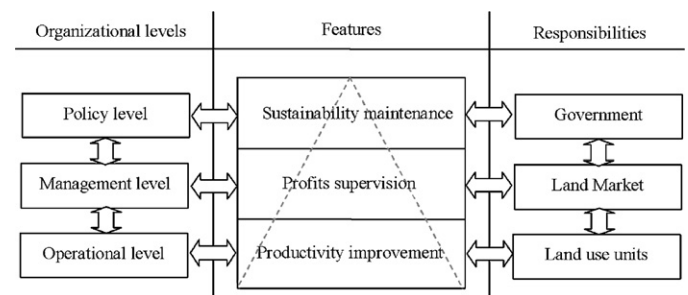 Organizational levels Features Responsibilities
Policy level Sustainability maintenance Government
Management level Profits supervision Land Market
Operational level Productivity improvement Land use units